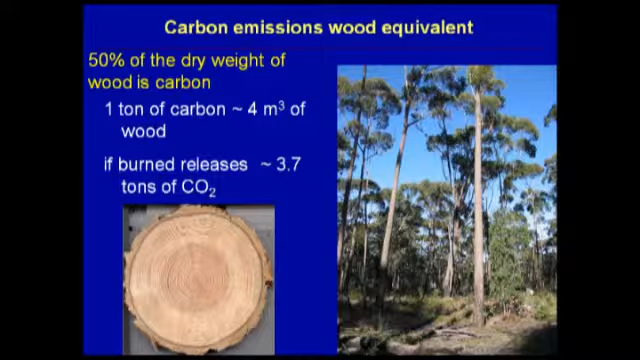 Carbon emissions wood equivalent
50% of the dry weight of
wood is carbon
1 ton of carbon ~ 4 m³ of
wood
if burned releases ~ 3.7
tons of CO₂